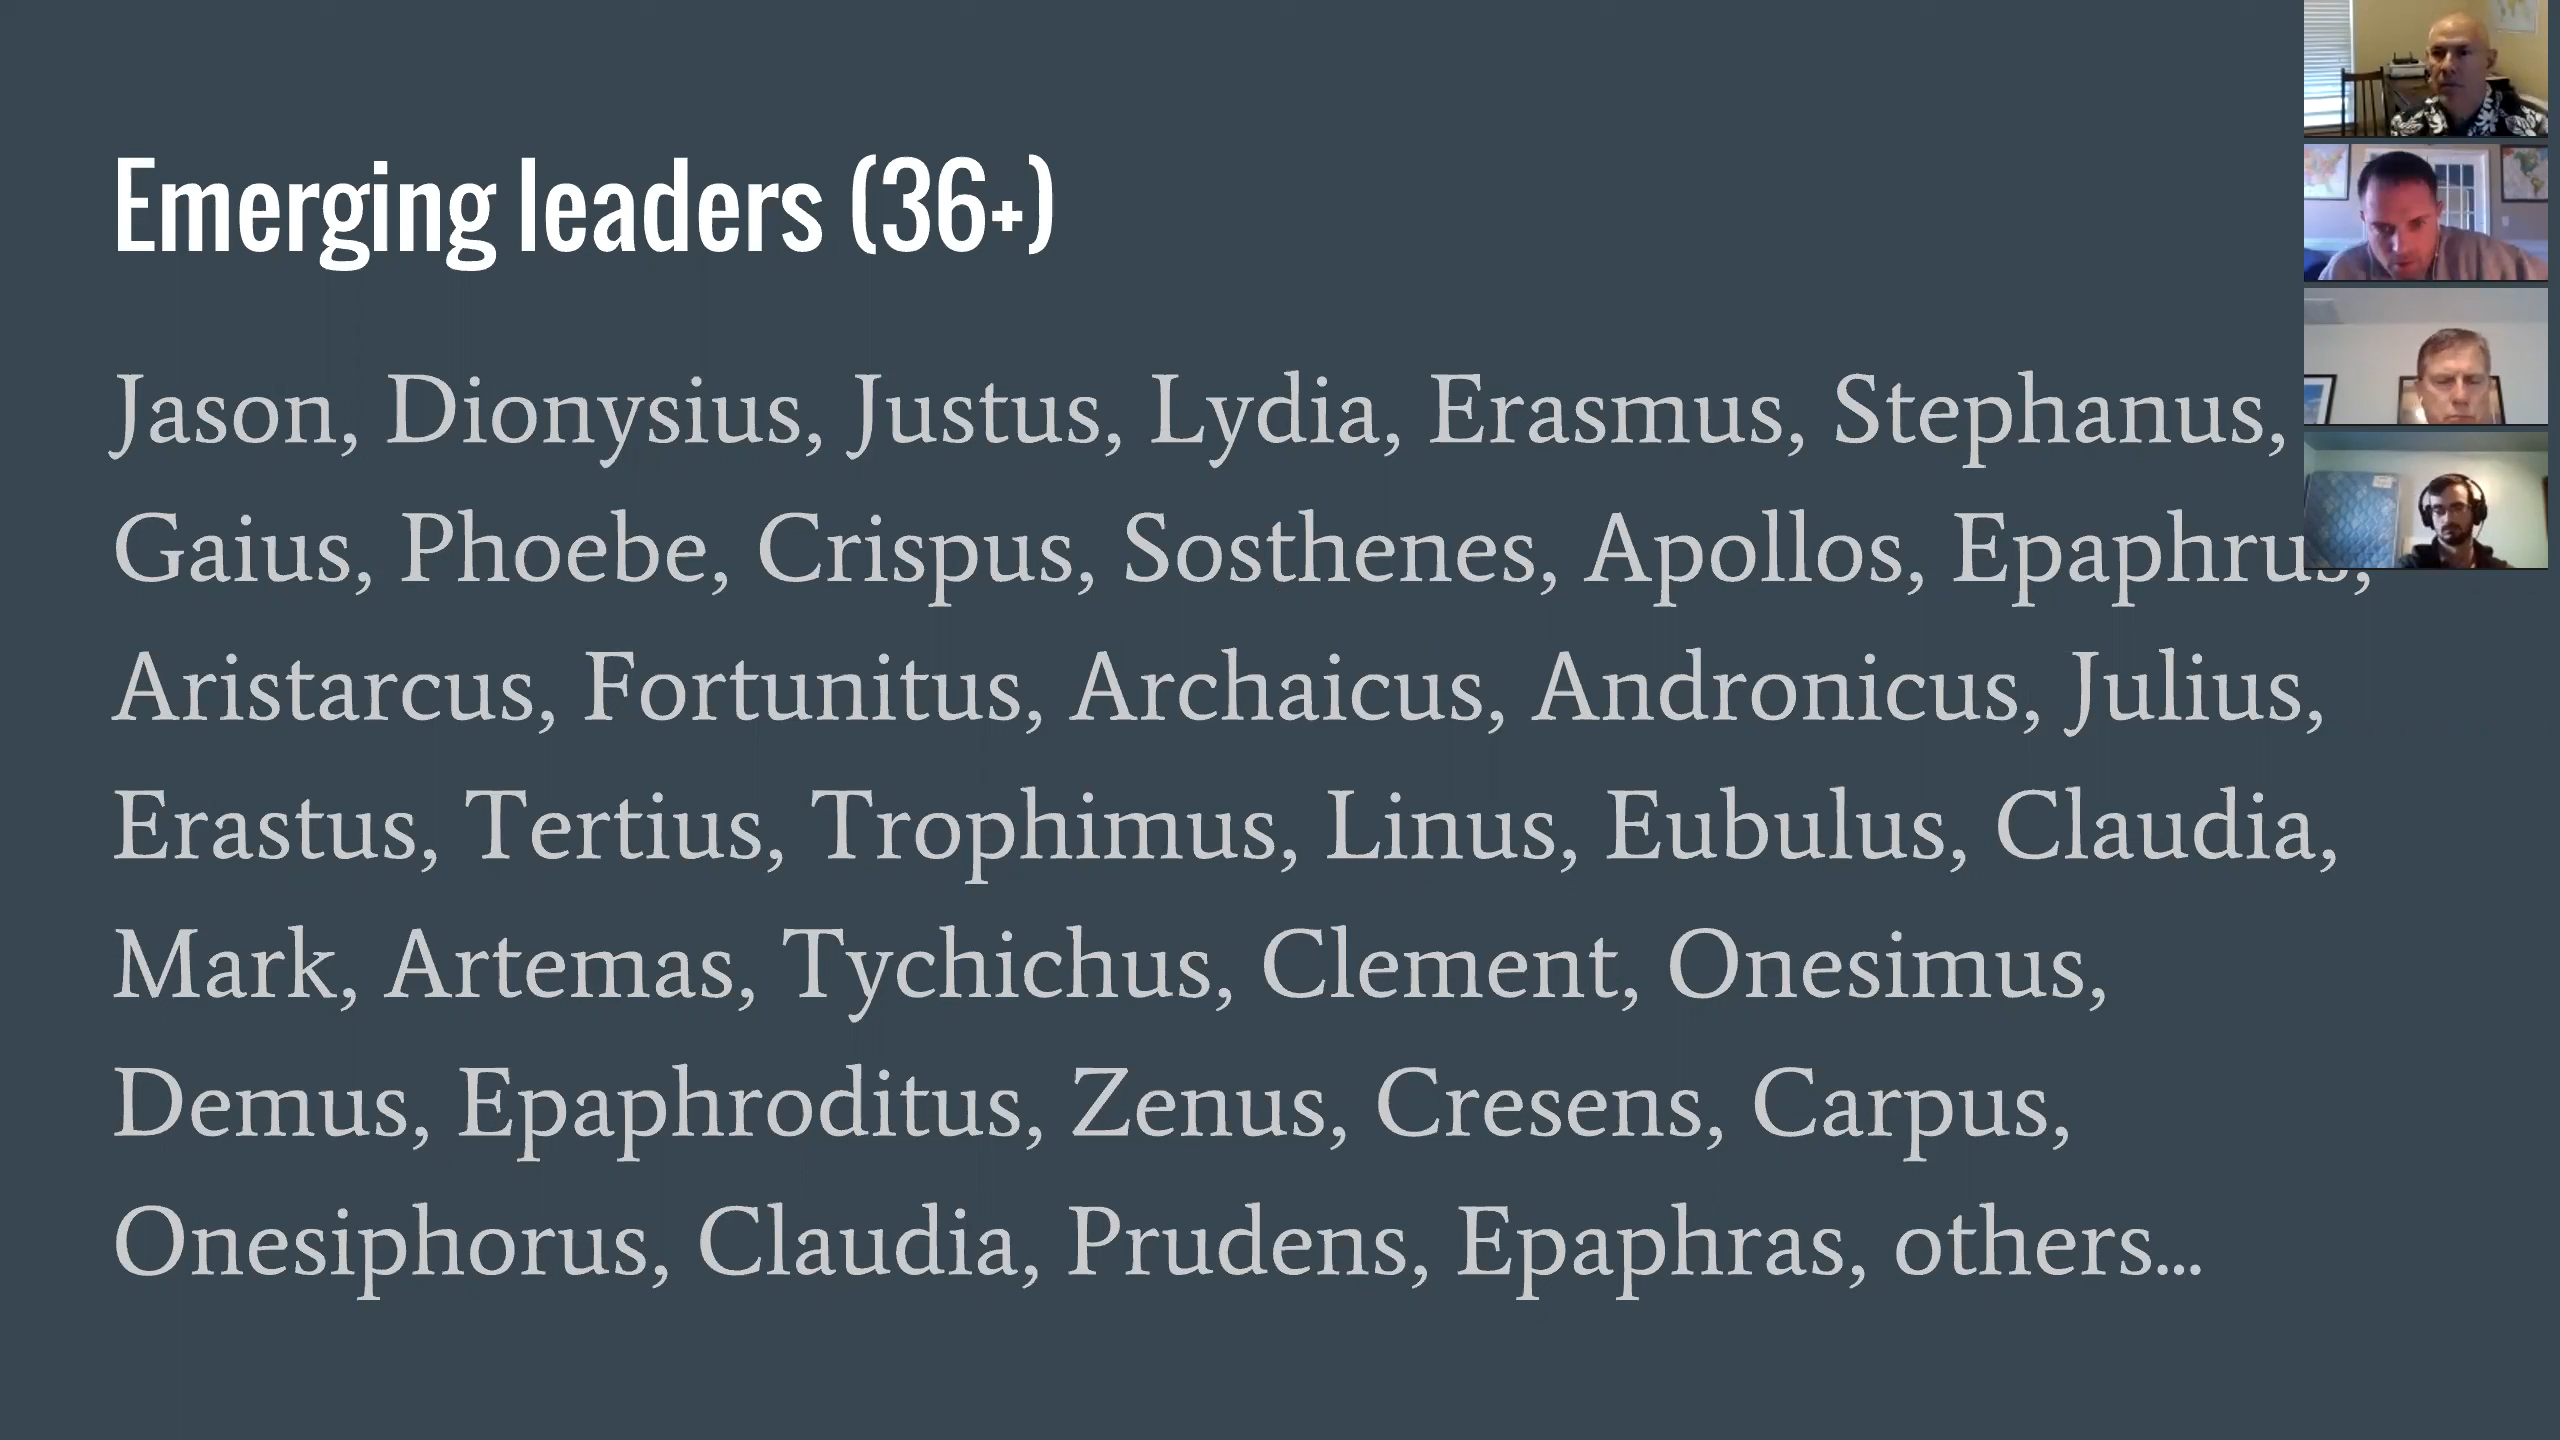 Emerging leaders (36+)
Jason, Dionysius, Justus, Lydia, Erasmus, Stephanus,
Gaius, Phoebe, Crispus, Sosthenes, Apollos, Epaphrus,
Aristarcus, Fortunitus, Archaicus, Andronicus, Julius,
Erastus, Tertius, Trophimus, Linus, Eubulus, Claudia,
Mark, Artemas, Tychichus, Clement, Onesimus,
Demus, Epaphroditus, Zenus, Cresens, Carpus,
Onesiphorus, Claudia, Prudens, Epaphras, others...